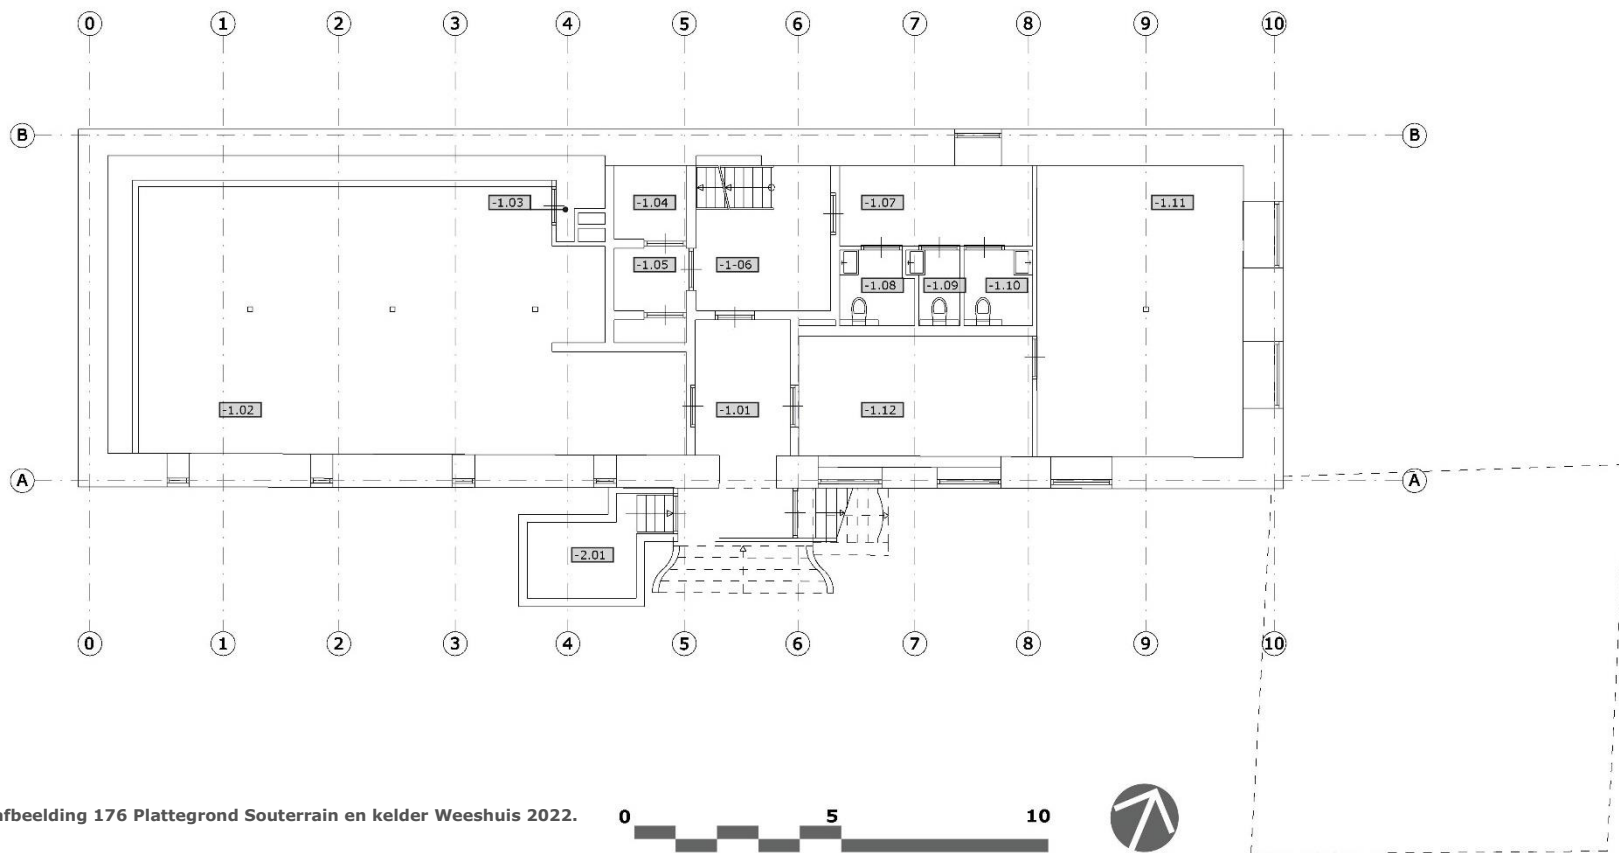 0 1 2 3 4 5 6 7 8 9 10
B B
-1.03 -1.04 -1.07 -1.11
-1.05 -1-06
-1.08 -1.09 -1.10
-1.02 -1.01 -1.12
A A
-2.01
0 1 2 3 4 5 6 7 8 9 10
afbeelding 176 Plattegrond Souterrain en kelder Weeshuis 2022.
0 5 10